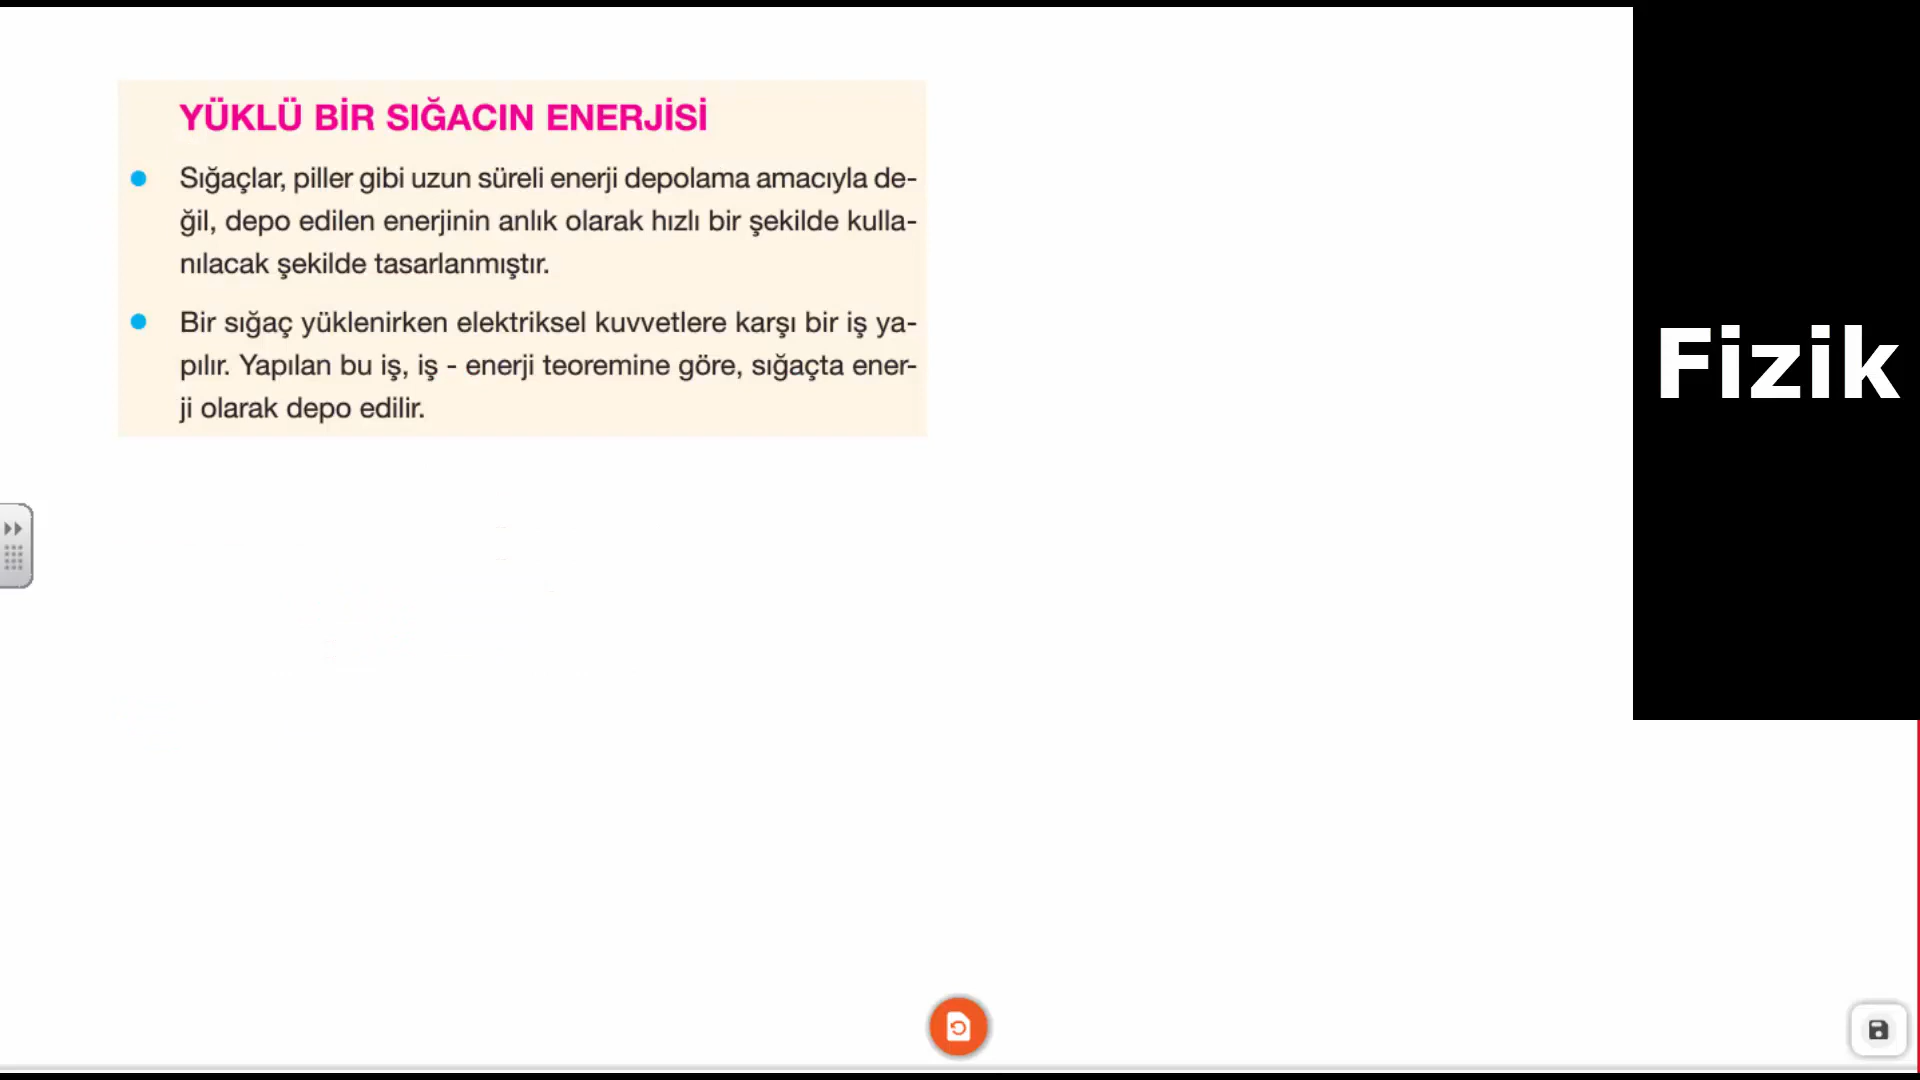 YÜKLÜ BİR SIĞACIN ENERJİSİ
Sığaçlar, piller gibi uzun süreli enerji depolama amacıyla de-
ğil, depo edilen enerjinin anlık olarak hızlı bir şekilde kulla-
nılacak şekilde tasarlanmıştır.
Bir sığaç yüklenirken elektriksel kuvvetlere karşı bir iş ya-
pılır. Yapılan bu iş, iş - enerji teoremine göre, sığaçta ener-
ji olarak depo edilir.
Fizik